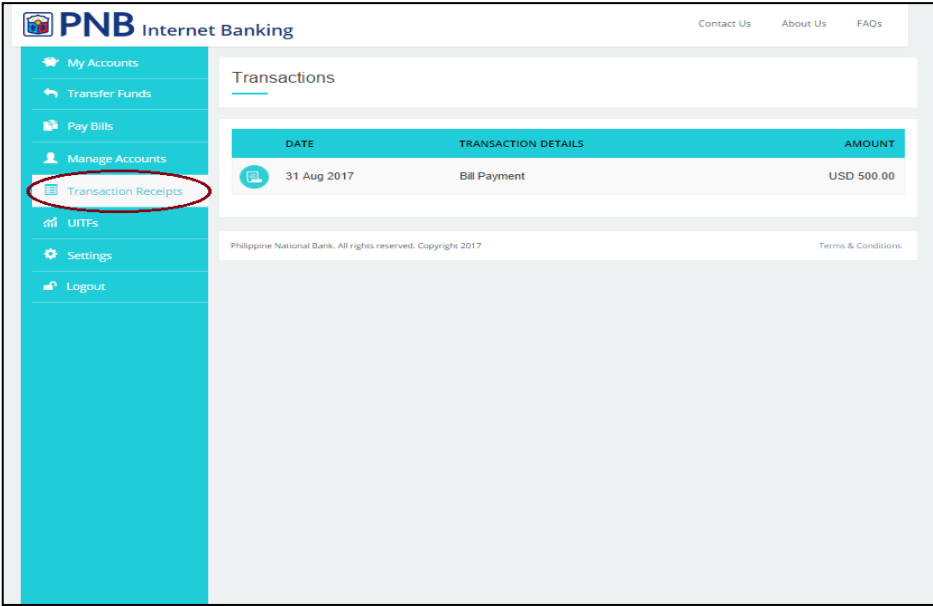 PNB Internet Banking
Contact Us About Us FAQs
My Accounts
Transfer Funds
Pay Bills
Manage Accounts
Transaction Receipts
UITFs
Settings
Logout
Transactions
DATE TRANSACTION DETAILS AMOUNT
31 Aug 2017 Bill Payment USD 500.00
Philippine National Bank. All rights reserved. Copyright 2017 Terms & Conditions